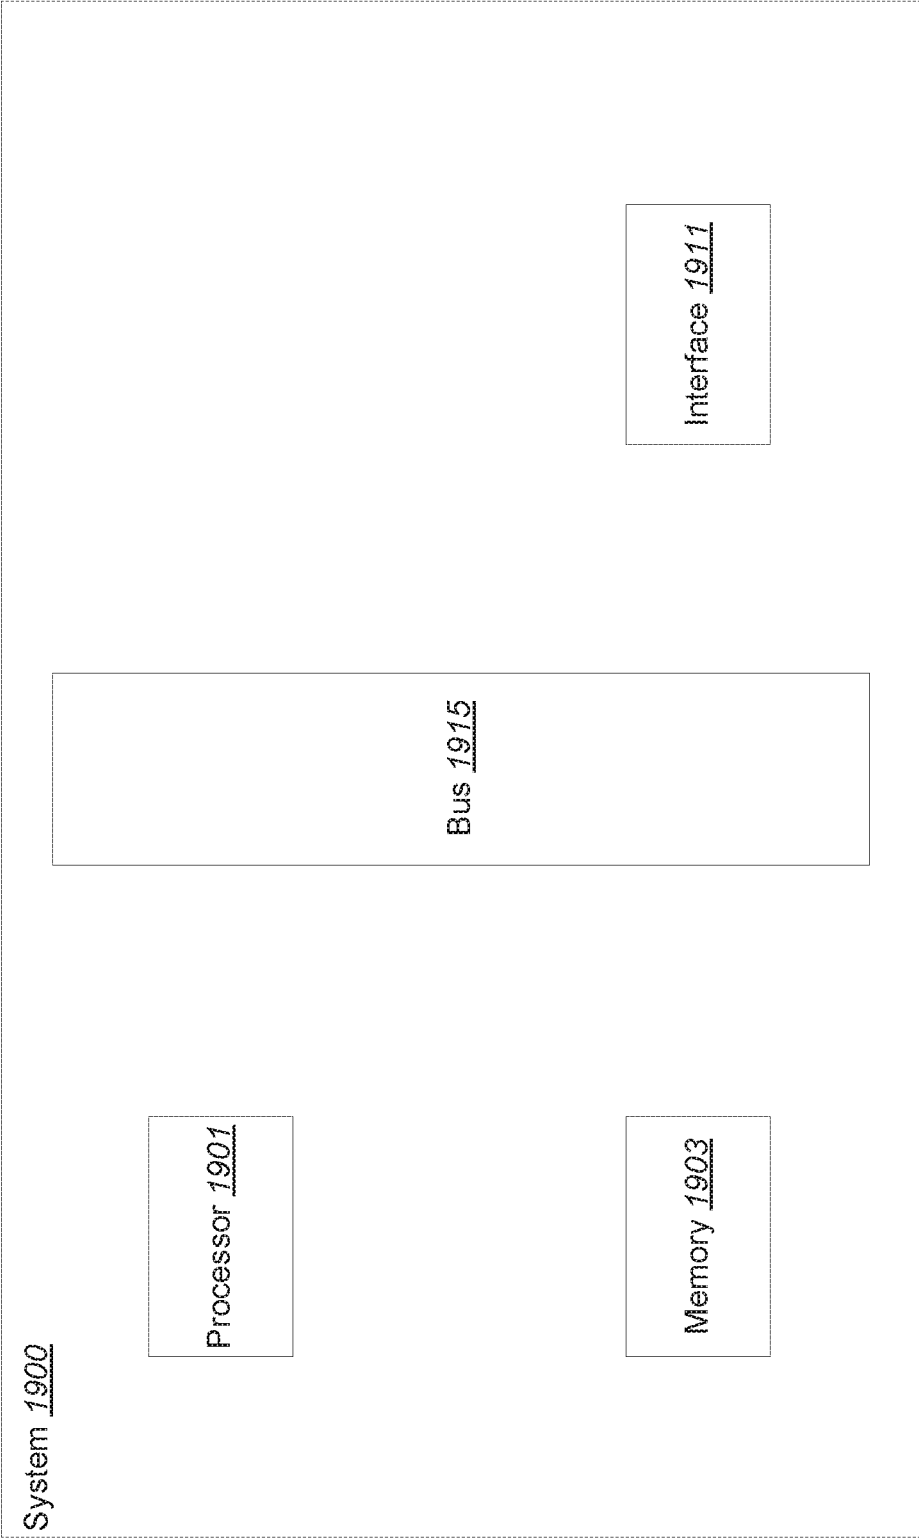 System 1900
Processor 1901
Memory 1903
Bus 1915
Interface 1911